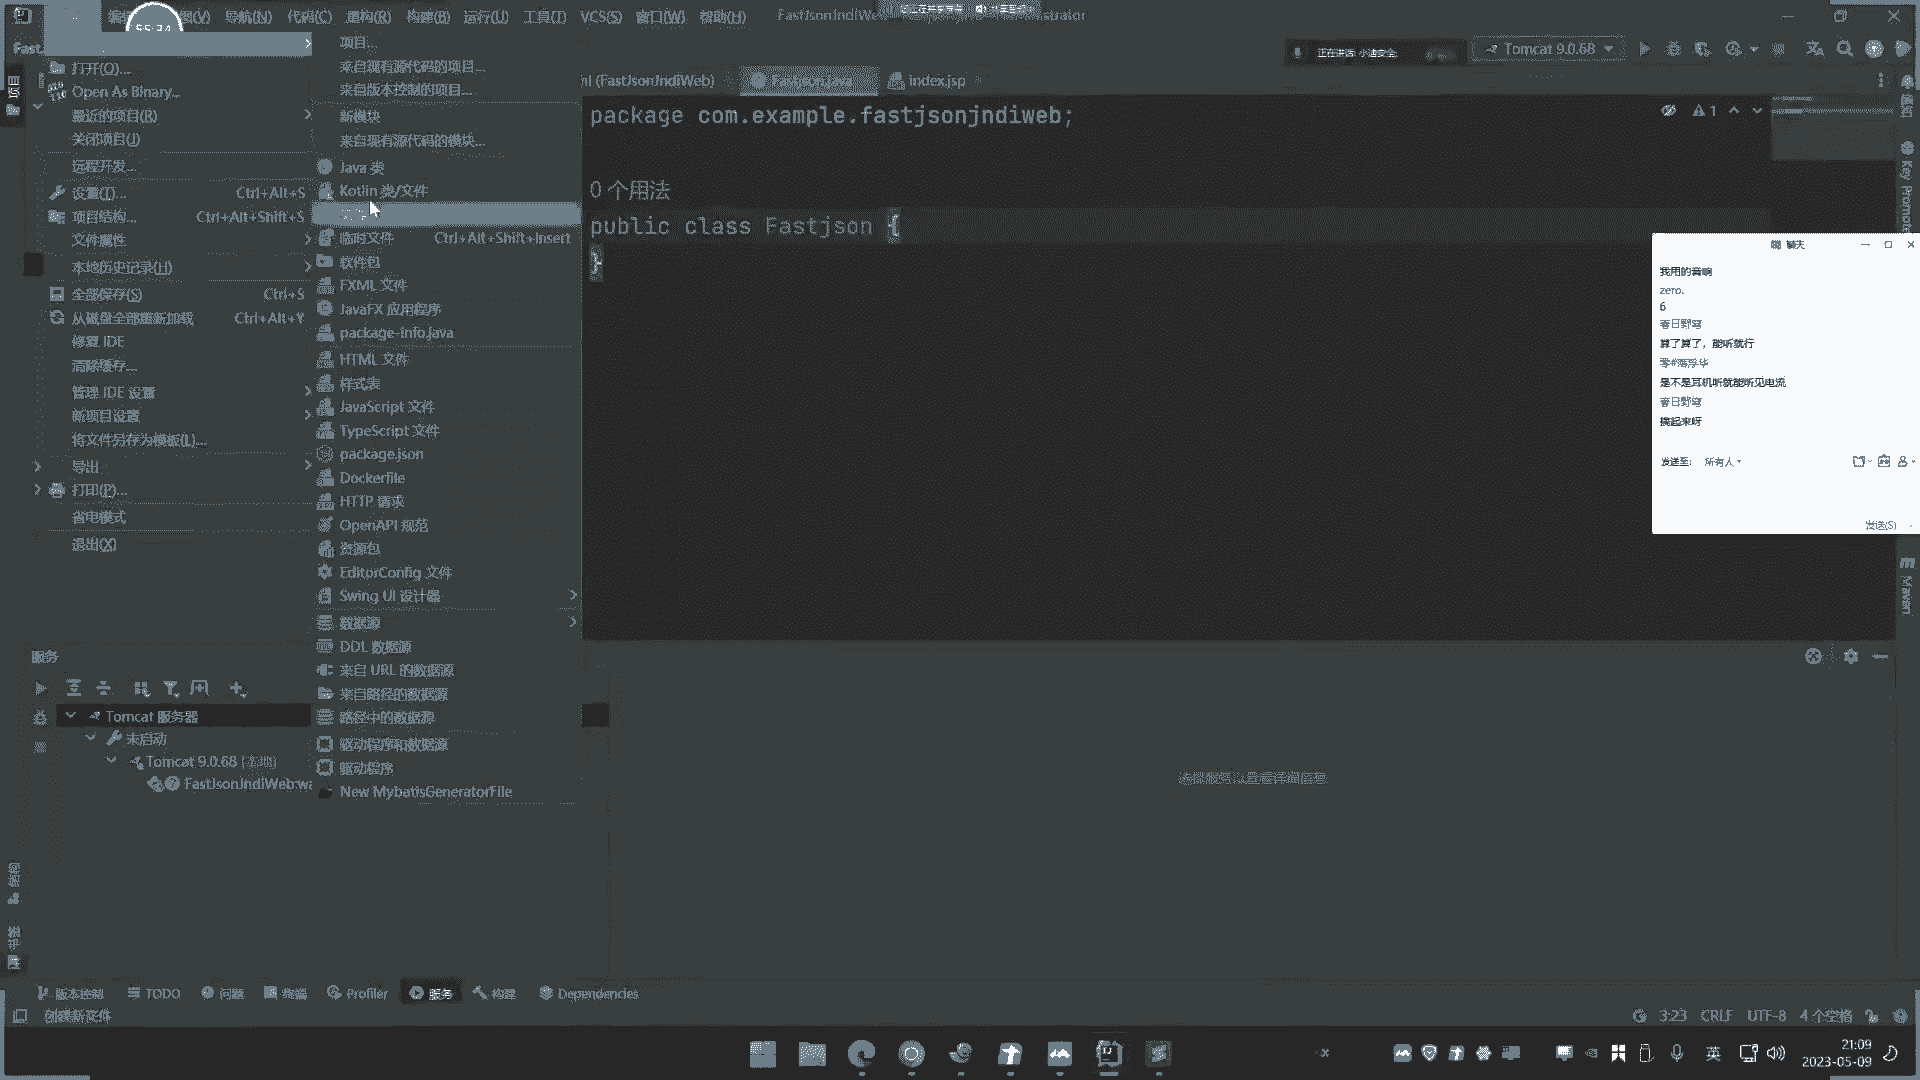 导航(N) 代码(C) 重构(R) 构建(B) 运行(U) 工具(T) VCS(S) 窗口(W) 帮助(H)
55:34
正在讲话: 小迪安全;
Tomcat 9.0.68
(FastJsonJndiWeb)
Fastjson.java
index.jsp
打开(O)...
Open As Binary...
最近的项目(R)
关闭项目(J)
远程开发...
设置(T)... Ctrl+Alt+S
项目结构... Ctrl+Alt+Shift+S
文件属性
本地历史记录(H)
全部保存(S) Ctrl+S
从磁盘全部重新加载 Ctrl+Alt+Y
修复 IDE
清除缓存...
管理 IDE 设置
新项目设置
将文件另存为模板(L)...
导出
打印(P)...
省电模式
退出(X)
项目...
来自现有源代码的项目...
来自版本控制的项目...
新模块
来自现有源代码的模块...
Java 类
Kotlin 类/文件
临时文件 Ctrl+Alt+Shift+Insert
软件包
FXML 文件
JavaFX 应用程序
package-info.java
HTML 文件
样式表
JavaScript 文件
TypeScript 文件
package.json
Dockerfile
HTTP 请求
OpenAPI 规范
资源包
EditorConfig 文件
Swing UI 设计器
数据源
DDL 数据源
来自 URL 的数据源
来自路径的数据源
路径中的数据源
驱动程序和数据源
驱动程序
New MybatisGeneratorFile
package com.example.fastjsonjndiweb;
0 个用法
public class Fastjson {
}
1
项目
通知
Key Promoter
Maven
聊天
我用的音响
zero.
6
春日野穹
算了算了，能听就行
是不是耳机听就能听见电流
春日野穹
搞起来呀
发送至: 所有人
发送(S)
服务
Tomcat 服务器
未启动
Tomcat 9.0.68 [本地]
FastJsonJndiWeb:wa
选择服务以查看详细信息
版本控制 TODO 问题 终端 Profiler 服务 构建 Dependencies
创建新文件
3:23 CRLF UTF-8 4 个空格
英
21:09
2023-05-09